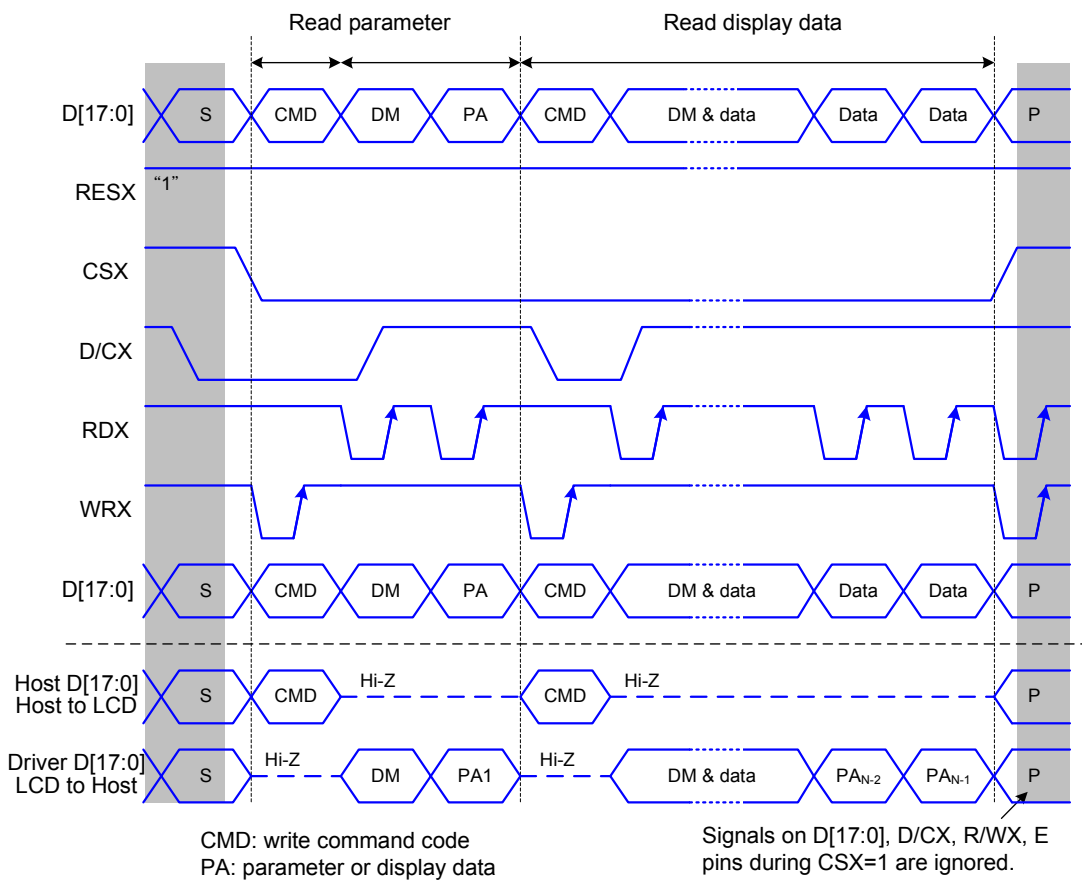 Read parameter Read display data
D[17:0] S CMD DM PA CMD DM & data Data Data P
RESX “1”
CSX
D/CX
RDX
WRX
D[17:0] S CMD DM PA CMD DM & data Data Data P
Host D[17:0]
Host to LCD
S CMD Hi-Z CMD Hi-Z P
Driver D[17:0]
LCD to Host
S Hi-Z DM PA1 Hi-Z DM & data PAN-2 PAN-1 P
CMD: write command code
PA: parameter or display data
Signals on D[17:0], D/CX, R/WX, E
pins during CSX=1 are ignored.